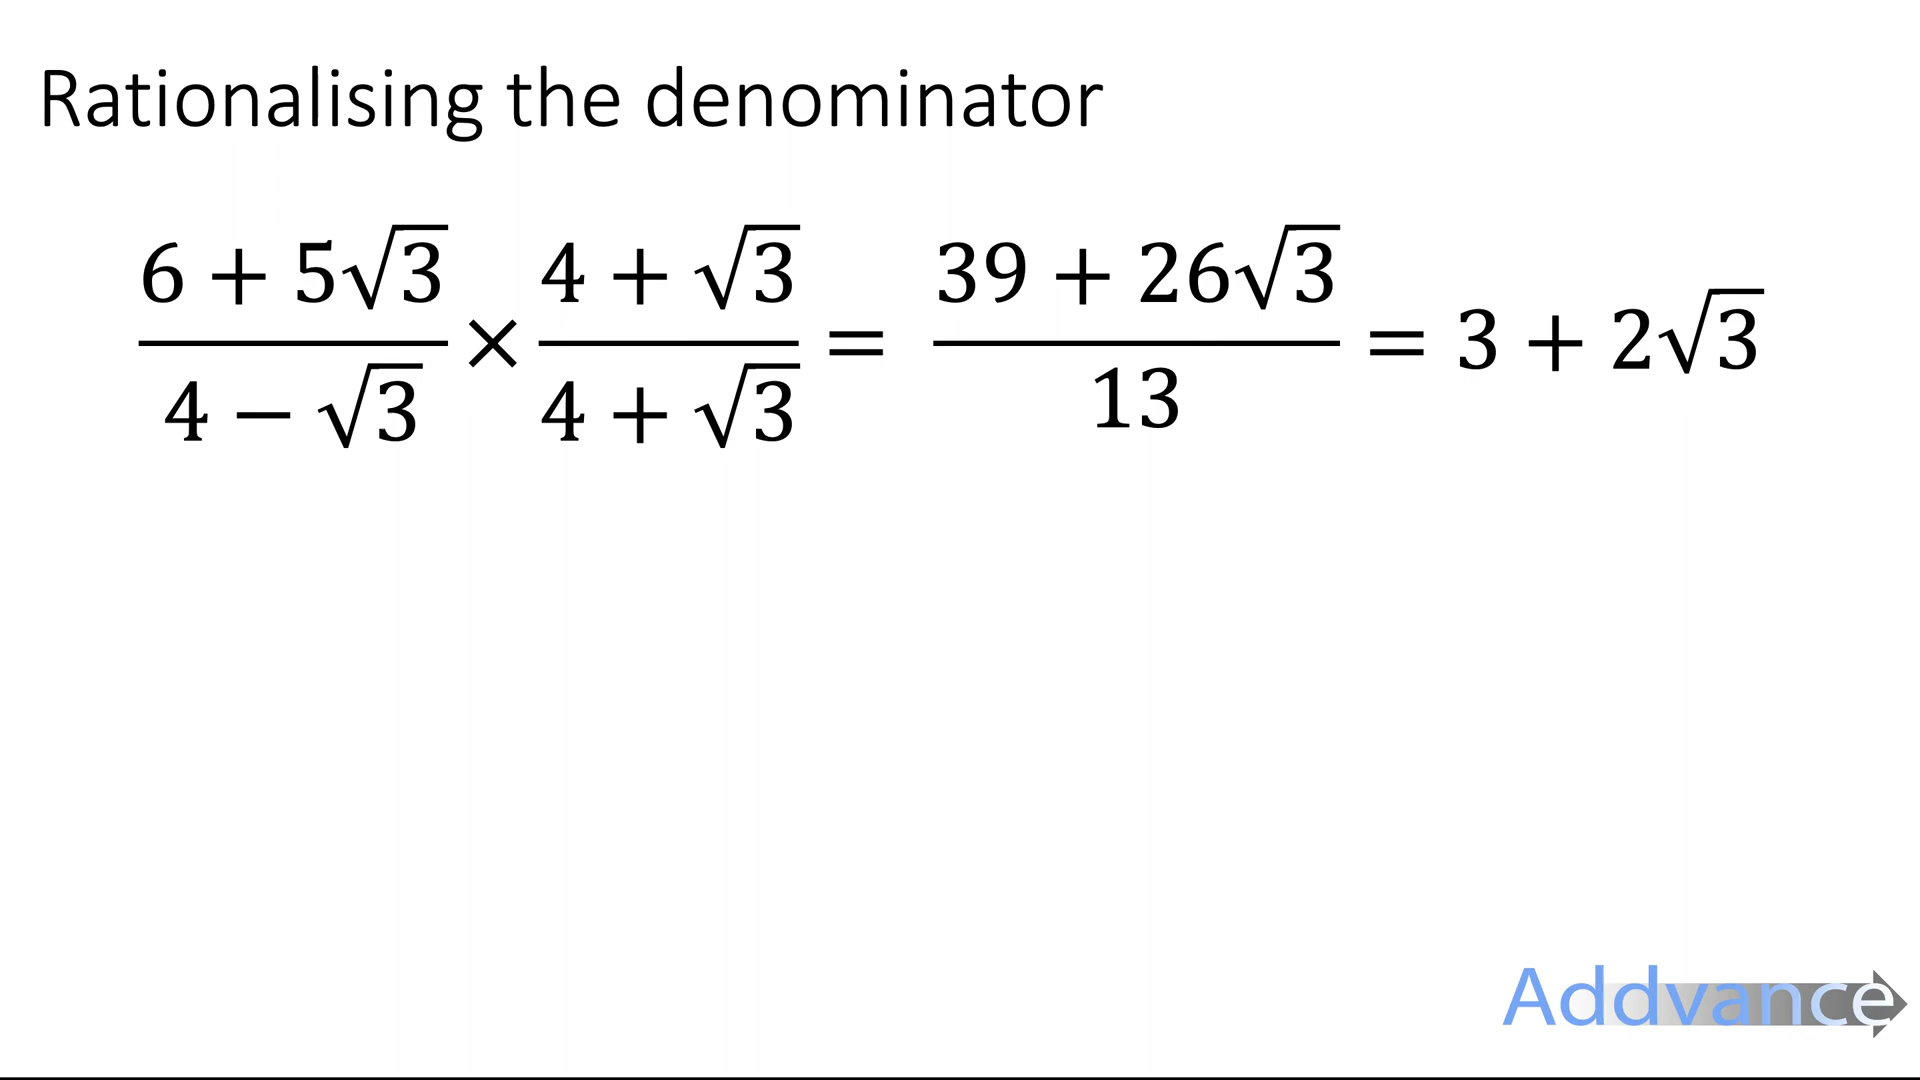 Rationalising the denominator
(6 + 5√3)/(4 − √3) × (4 + √3)/(4 + √3) = (39 + 26√3)/13 = 3 + 2√3
Addvance